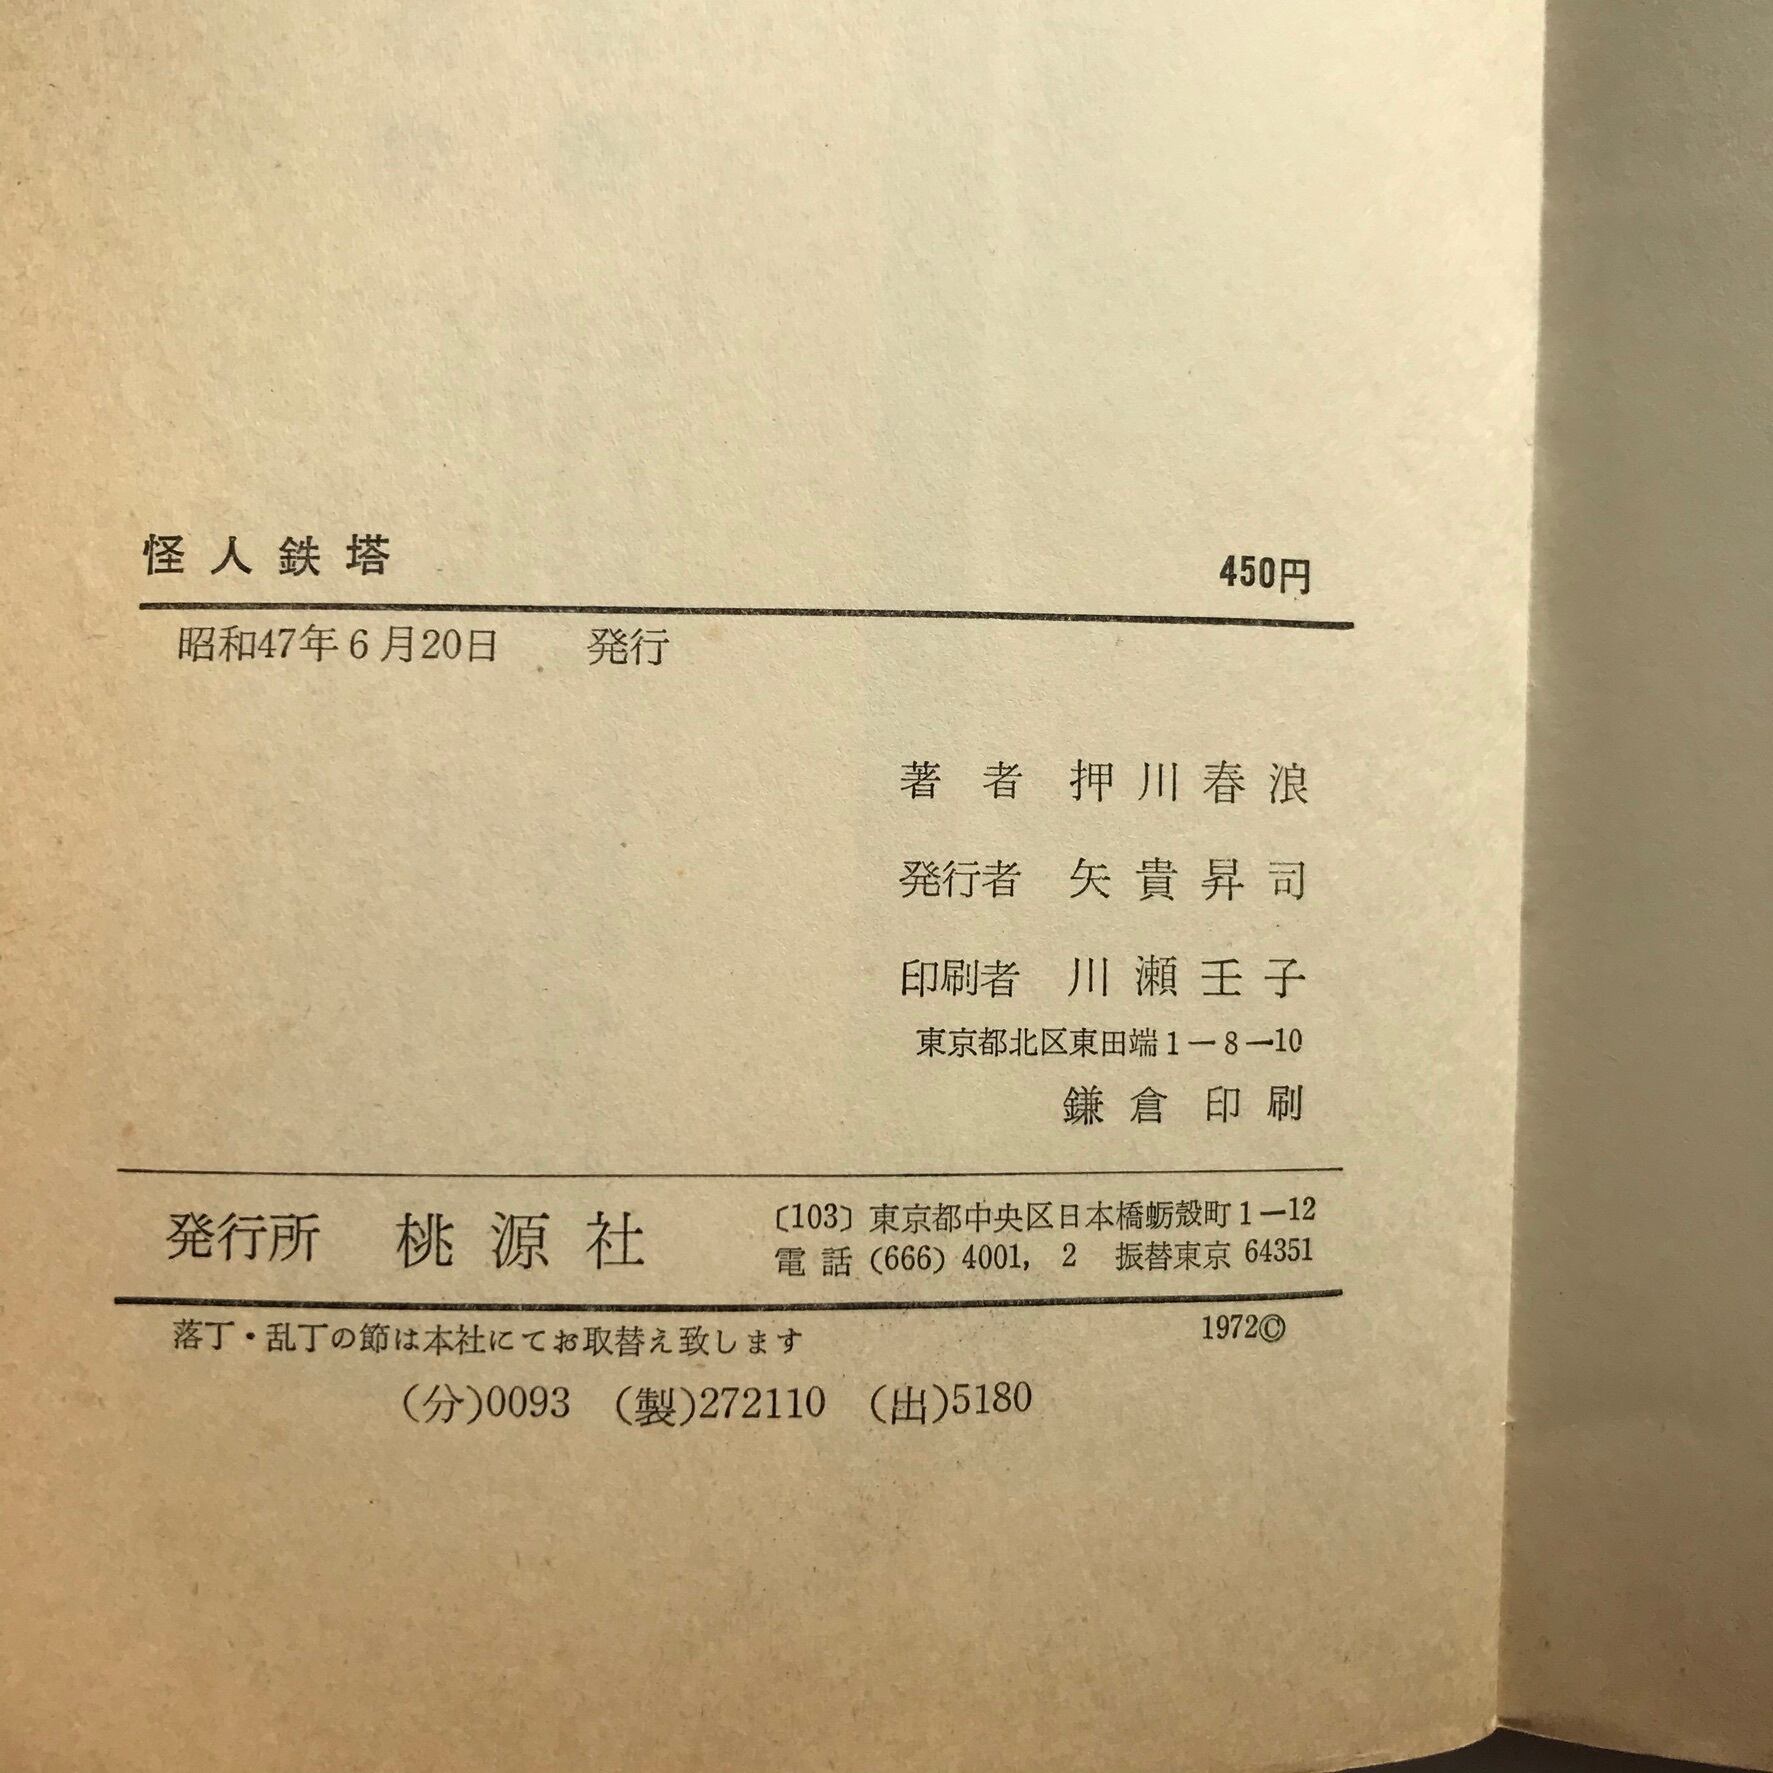 怪人鉄塔 450円
昭和47年6月20日 発行
著者 押川春浪
発行者 矢貴昇司
印刷者 川瀬壬子
東京都北区東田端1－8－10
鎌倉印刷
発行所 桃源社
〔103〕東京都中央区日本橋蛎殻町1－12
電話(666)4001, 2 振替東京 64351
落丁・乱丁の節は本社にてお取替え致します 1972©
(分)0093 (製)272110 (出)5180